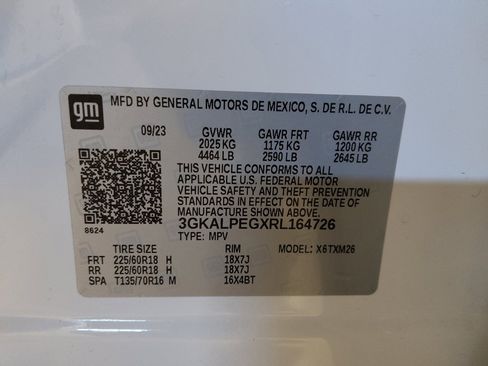 gm
MFD BY GENERAL MOTORS DE MEXICO, S. DE R.L. DE C.V.
09/23 GVWR GAWR FRT GAWR RR
2025 KG 1175 KG 1200 KG
4464 LB 2590 LB 2645 LB
THIS VEHICLE CONFORMS TO ALL
APPLICABLE U.S. FEDERAL MOTOR
VEHICLE SAFETY AND THEFT PREVENTION
STANDARDS IN EFFECT ON THE DATE OF
MANUFACTURE SHOWN ABOVE.
3GKALPEGXRL164726
8624 TYPE: MPV
TIRE SIZE RIM MODEL: X6TXM26
FRT 225/60R18 H 18X7J
RR 225/60R18 H 18X7J
SPA T135/70R16 M 16X4BT